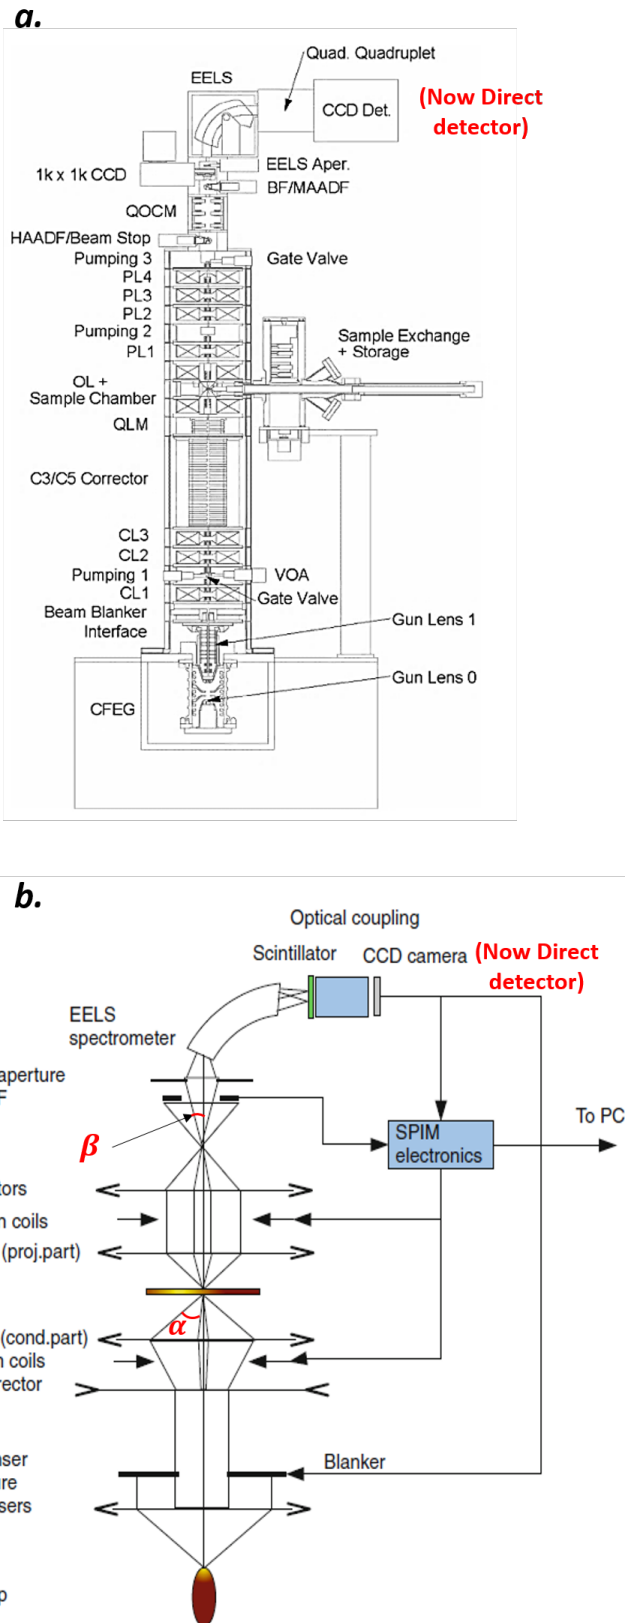 a.
Quad. Quadruplet
EELS
CCD Det.
(Now Direct
detector)
EELS Aper.
1k x 1k CCD
BF/MAADF
QOCM
HAADF/Beam Stop
Pumping 3
Gate Valve
PL4
PL3
PL2
Pumping 2
PL1
Sample Exchange
+ Storage
OL +
Sample Chamber
QLM
C3/C5 Corrector
CL3
CL2
Pumping 1
VOA
CL1
Gate Valve
Beam Blanker
Interface
Gun Lens 1
Gun Lens 0
CFEG
b.
Optical coupling
Scintillator
CCD camera
(Now Direct
detector)
EELS
spectrometer
aperture
F
β
SPIM
electronics
To PC
tors
n coils
(proj.part)
α
(cond.part)
n coils
rector
Blanker
nser
ure
sers
p